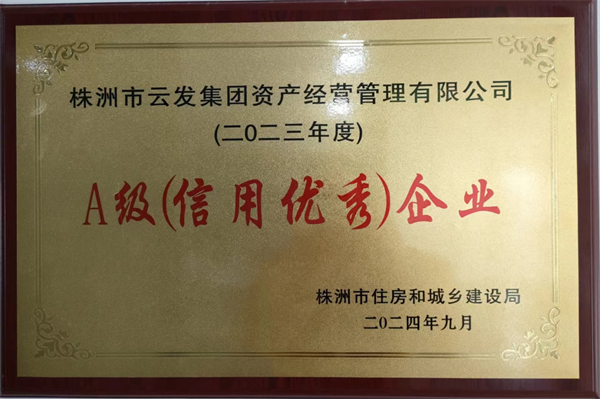 株洲市云发集团资产经营管理有限公司
(二〇二三年度)
A级(信用优秀)企业
株洲市住房和城乡建设局
二〇二四年九月